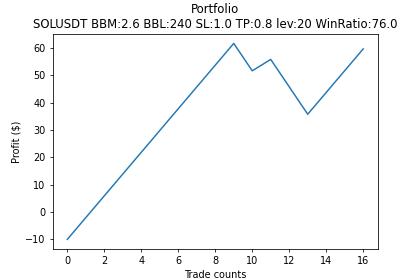 Portfolio
SOLUSDT BBM:2.6 BBL:240 SL:1.0 TP:0.8 lev:20 WinRatio:76.0
60
50
40
30
20
10
0
−10
Profit ($)
0 2 4 6 8 10 12 14 16
Trade counts